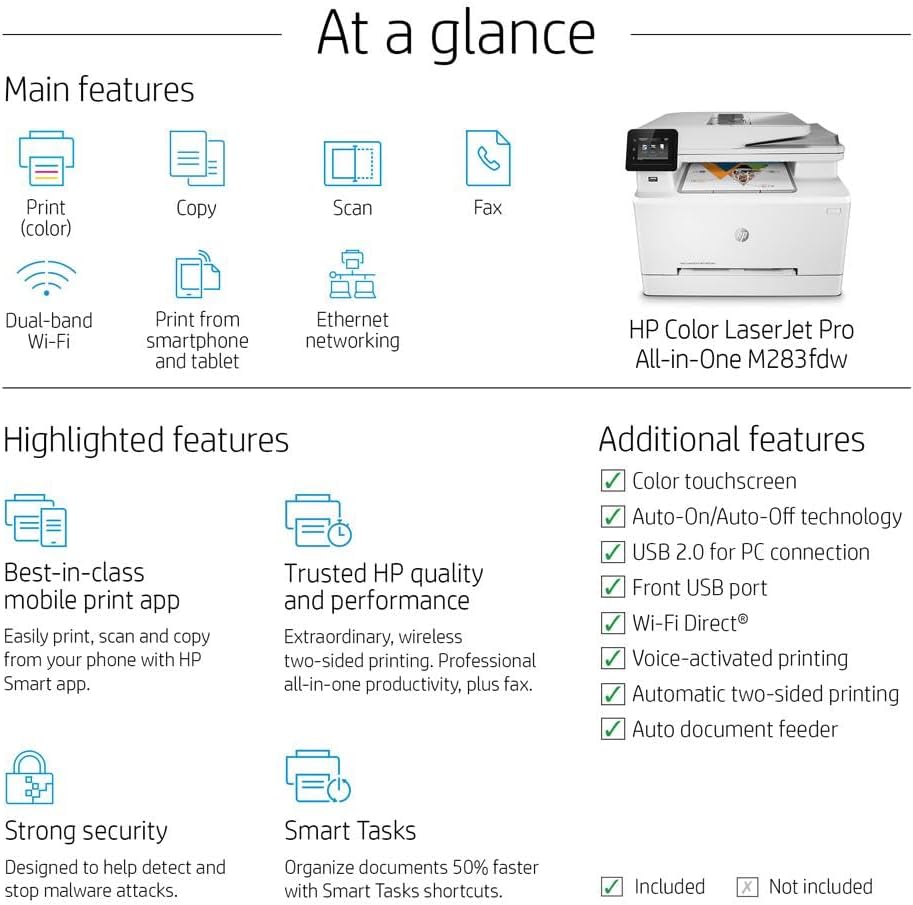 At a glance
Main features
Print
(color)
Copy
Scan
Fax
Dual-band
Wi-Fi
Print from
smartphone
and tablet
Ethernet
networking
hp
HP Color LaserJet Pro
All-in-One M283fdw
Highlighted features
Best-in-class
mobile print app
Easily print, scan and copy
from your phone with HP
Smart app.
Trusted HP quality
and performance
Extraordinary, wireless
two-sided printing. Professional
all-in-one productivity, plus fax.
Strong security
Designed to help detect and
stop malware attacks.
Smart Tasks
Organize documents 50% faster
with Smart Tasks shortcuts.
Additional features
Color touchscreen
Auto-On/Auto-Off technology
USB 2.0 for PC connection
Front USB port
Wi-Fi Direct®
Voice-activated printing
Automatic two-sided printing
Auto document feeder
Included
Not included